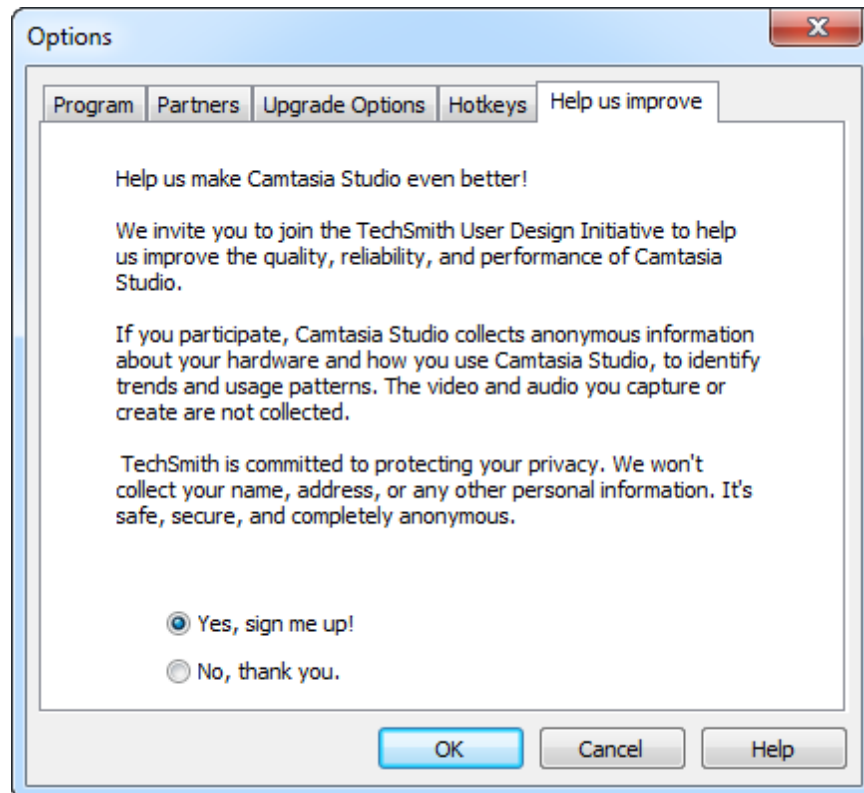 Options
Program Partners Upgrade Options Hotkeys Help us improve
Help us make Camtasia Studio even better!
We invite you to join the TechSmith User Design Initiative to help
us improve the quality, reliability, and performance of Camtasia
Studio.
If you participate, Camtasia Studio collects anonymous information
about your hardware and how you use Camtasia Studio, to identify
trends and usage patterns. The video and audio you capture or
create are not collected.
TechSmith is committed to protecting your privacy. We won't
collect your name, address, or any other personal information. It's
safe, secure, and completely anonymous.
Yes, sign me up!
No, thank you.
OK Cancel Help